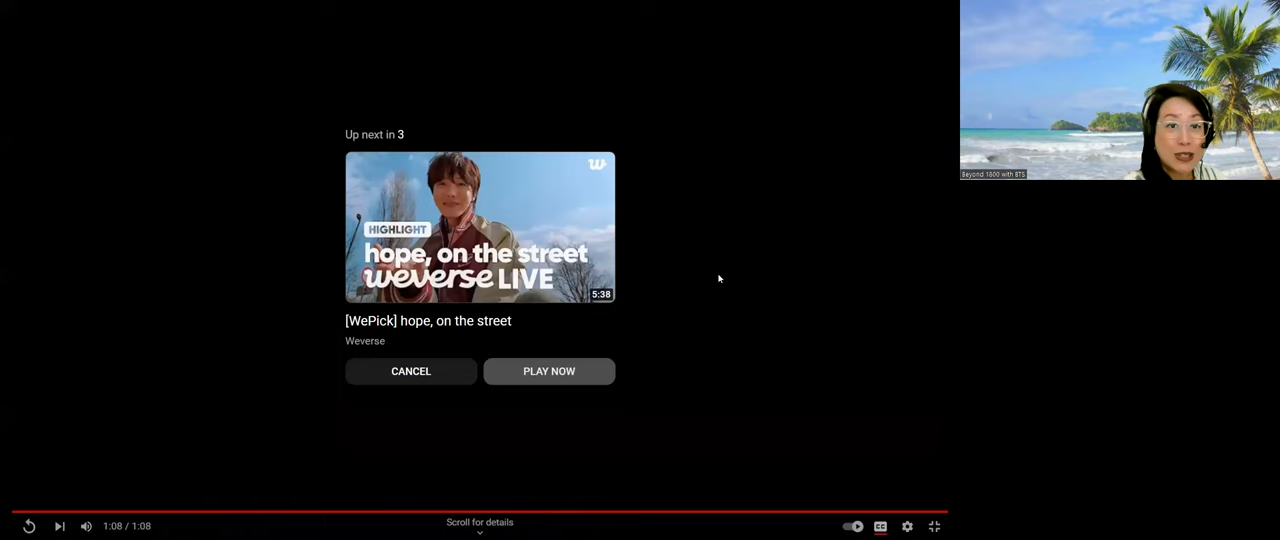 Up next in 3
W
HIGHLIGHT
hope, on the street
weverse LIVE
5:38
[WePick] hope, on the street
Weverse
CANCEL
PLAY NOW
Beyond 1800 with BTS
1:08 / 1:08
Scroll for details
CC